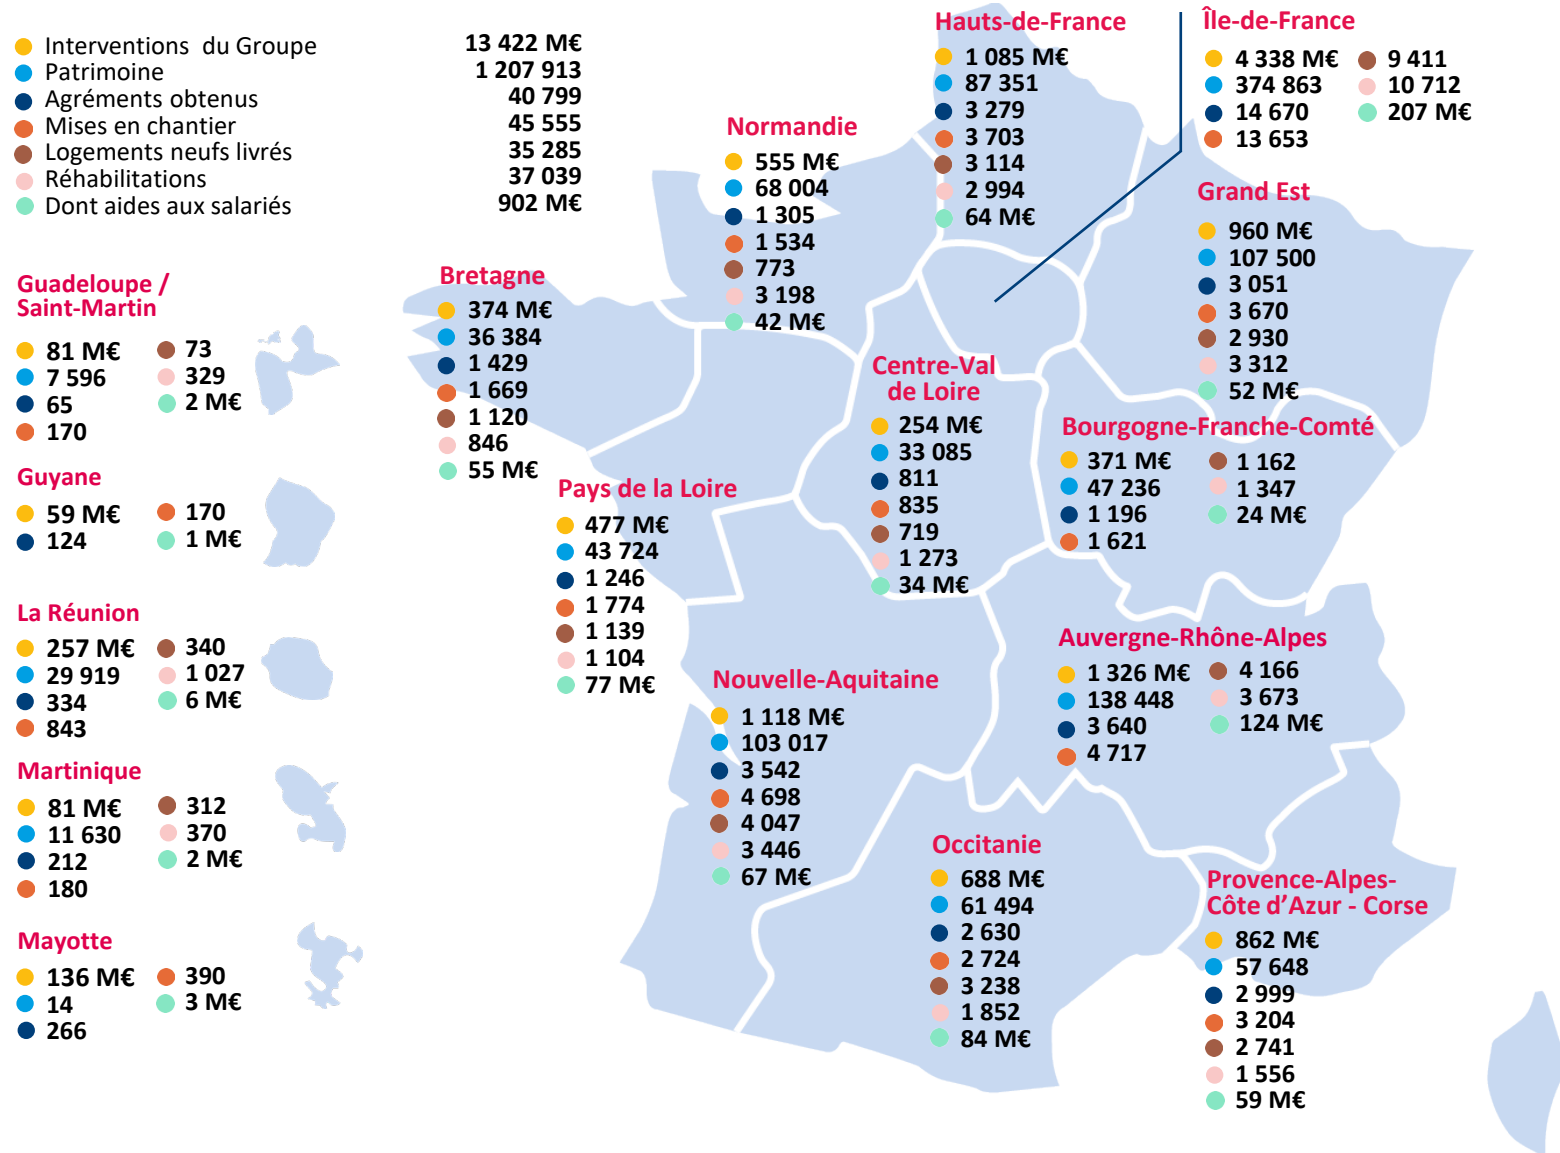 Interventions du Groupe 13 422 M€
Patrimoine 1 207 913
Agréments obtenus 40 799
Mises en chantier 45 555
Logements neufs livrés 35 285
Réhabilitations 37 039
Dont aides aux salariés 902 M€
Hauts-de-France
1 085 M€
87 351
3 279
3 703
3 114
2 994
64 M€
Île-de-France
4 338 M€ 9 411
374 863 10 712
14 670 207 M€
13 653
Normandie
555 M€
68 004
1 305
1 534
773
3 198
42 M€
Grand Est
960 M€
107 500
3 051
3 670
2 930
3 312
52 M€
Bretagne
374 M€
36 384
1 429
1 669
1 120
846
55 M€
Guadeloupe /
Saint-Martin
81 M€ 73
7 596 329
65 2 M€
170
Centre-Val
de Loire
254 M€
33 085
811
835
719
1 273
34 M€
Bourgogne-Franche-Comté
371 M€ 1 162
47 236 1 347
1 196 24 M€
1 621
Guyane
59 M€ 170
124 1 M€
Pays de la Loire
477 M€
43 724
1 246
1 774
1 139
1 104
77 M€
La Réunion
257 M€ 340
29 919 1 027
334 6 M€
843
Auvergne-Rhône-Alpes
1 326 M€ 4 166
138 448 3 673
3 640 124 M€
4 717
Nouvelle-Aquitaine
1 118 M€
103 017
3 542
4 698
4 047
3 446
67 M€
Martinique
81 M€ 312
11 630 370
212 2 M€
180
Occitanie
688 M€
61 494
2 630
2 724
3 238
1 852
84 M€
Provence-Alpes-
Côte d’Azur - Corse
862 M€
57 648
2 999
3 204
2 741
1 556
59 M€
Mayotte
136 M€ 390
14 3 M€
266